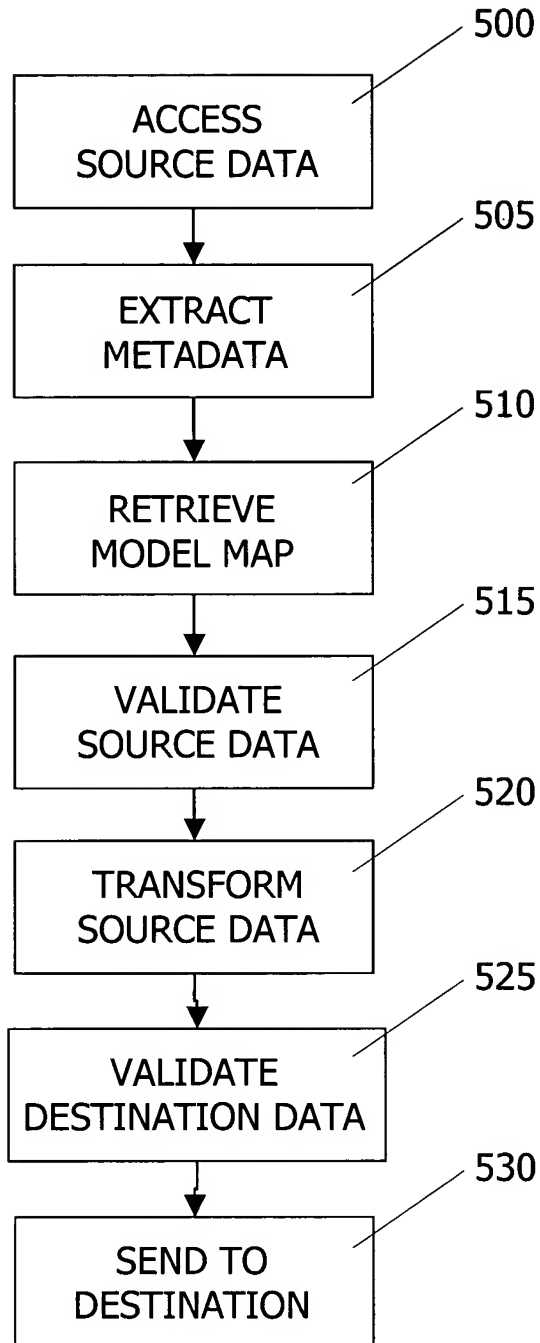 500
ACCESS
SOURCE DATA
505
EXTRACT
METADATA
510
RETRIEVE
MODEL MAP
515
VALIDATE
SOURCE DATA
520
TRANSFORM
SOURCE DATA
525
VALIDATE
DESTINATION DATA
530
SEND TO
DESTINATION